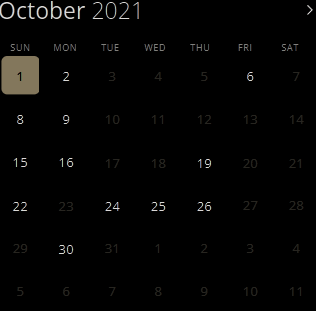 October 2021 >
SUN MON TUE WED THU FRI SAT
1 2 3 4 5 6 7
8 9 10 11 12 13 14
15 16 17 18 19 20 21
22 23 24 25 26 27 28
29 30 31 1 2 3 4
5 6 7 8 9 10 11